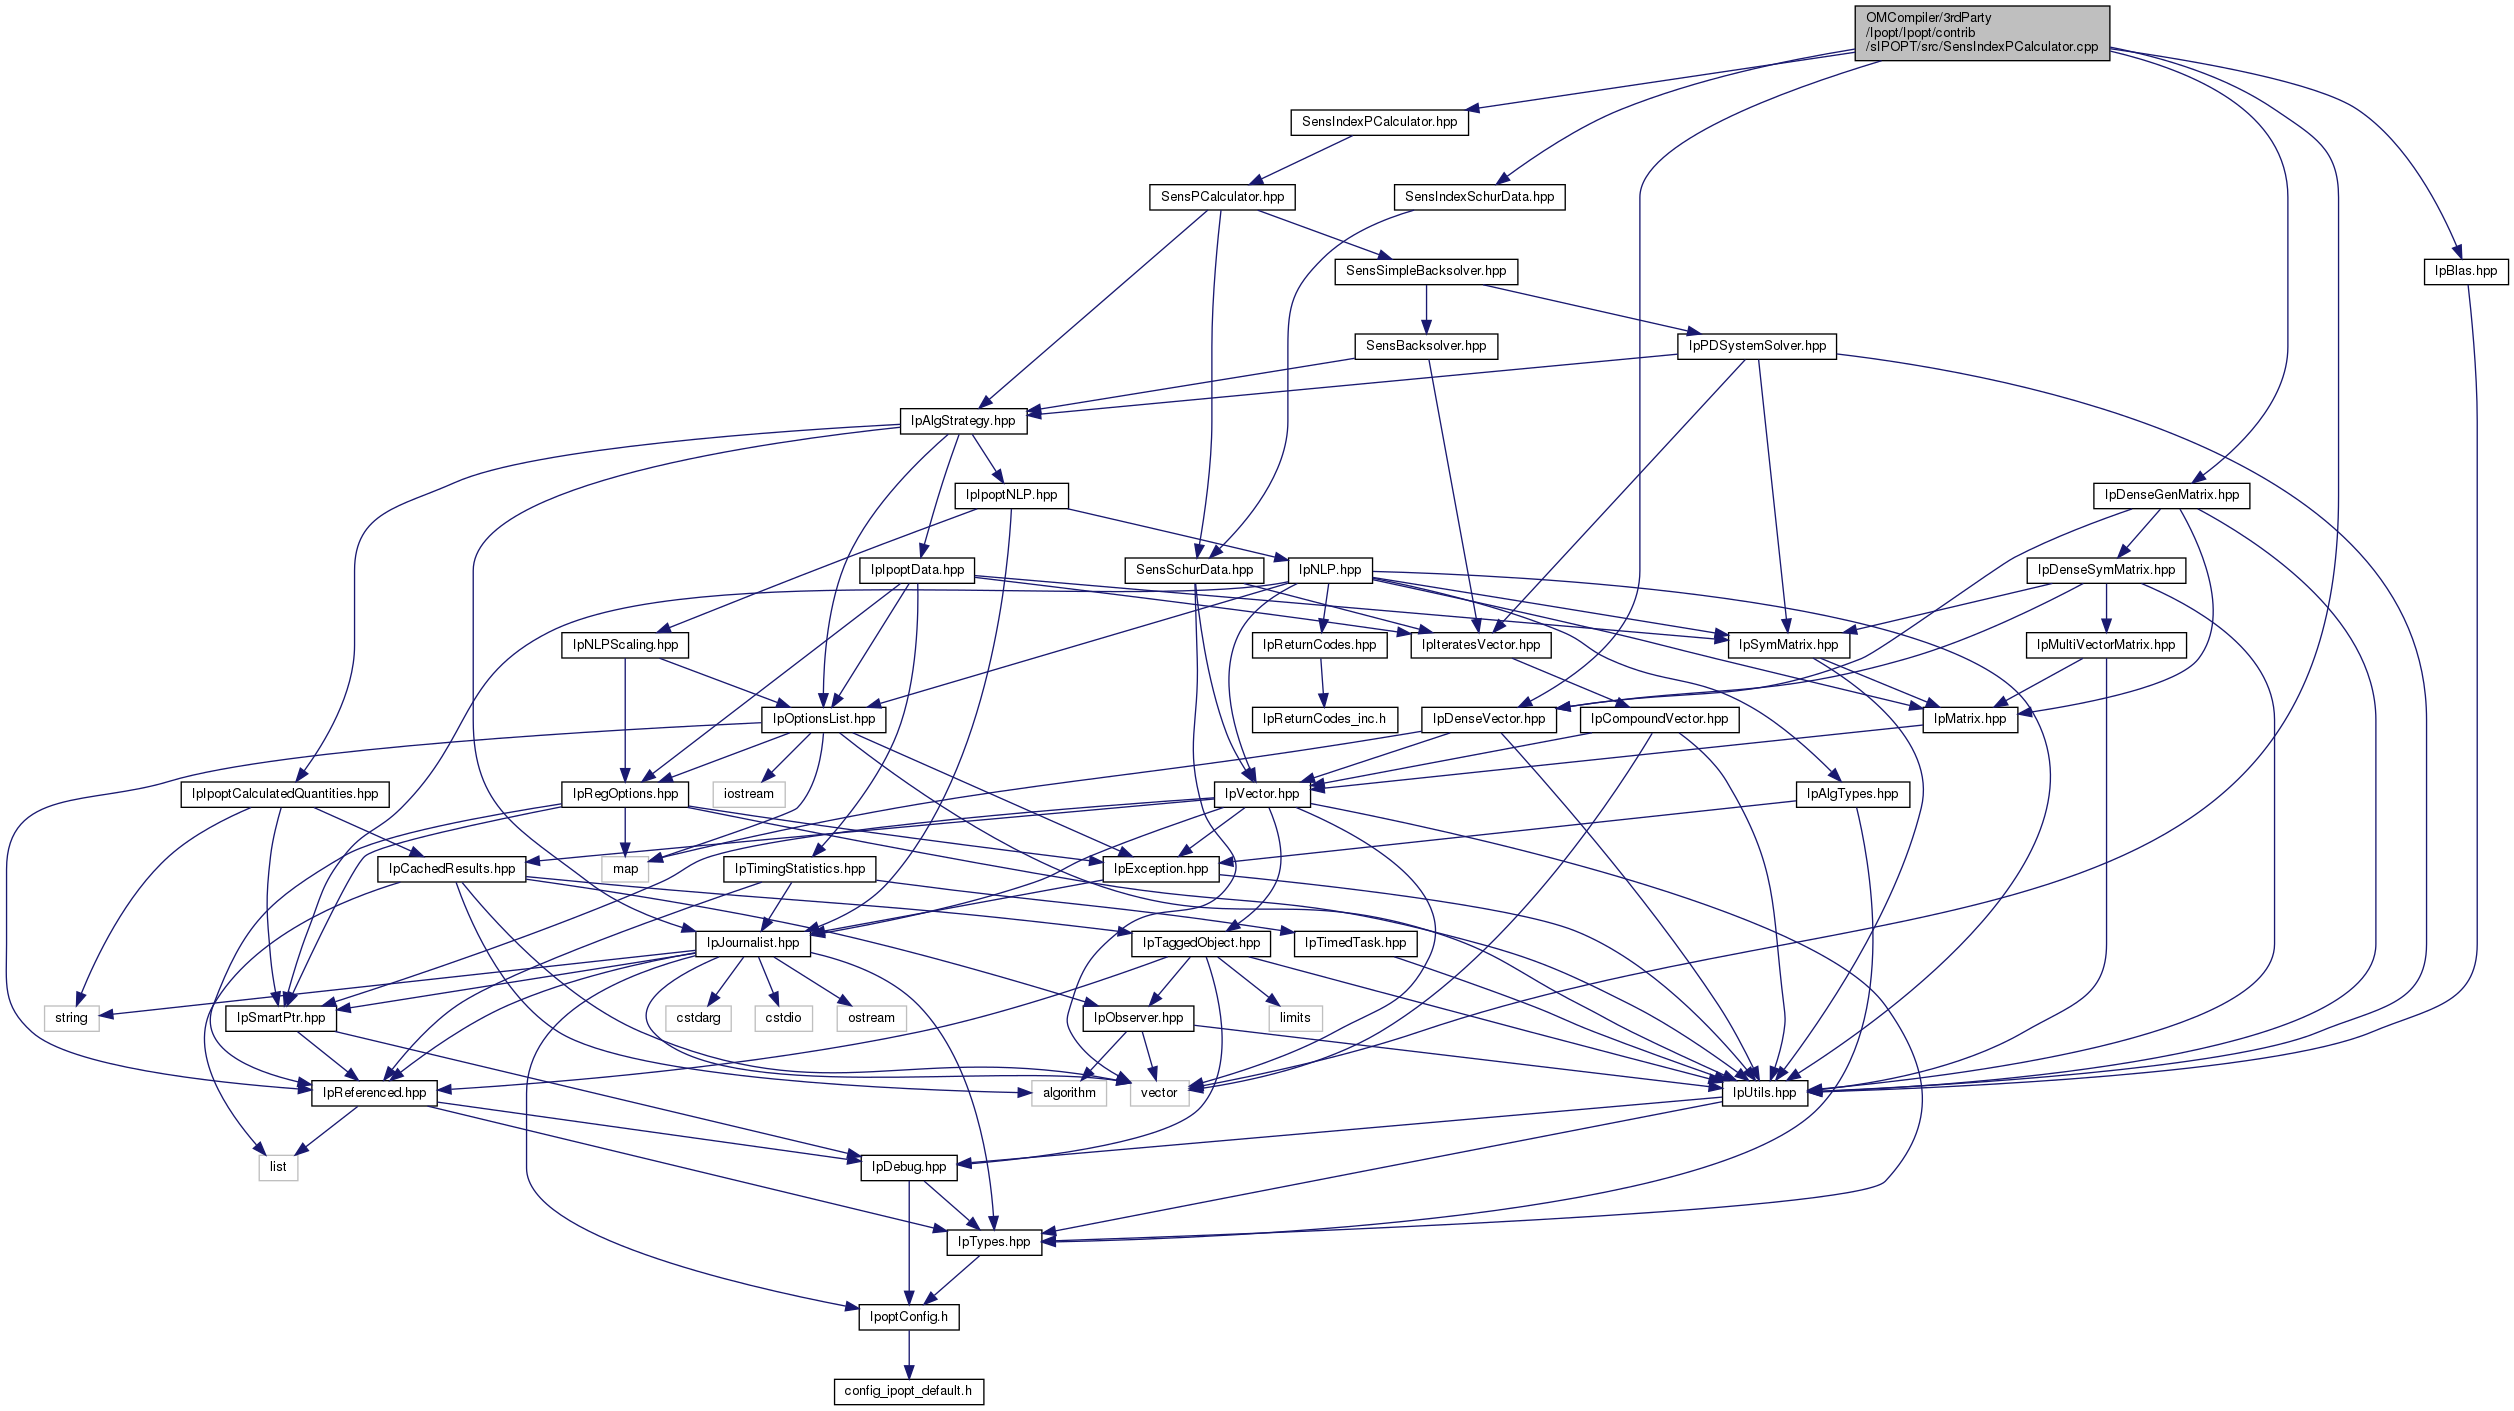 OMCompiler/3rdParty
/Ipopt/Ipopt/contrib
/sIPOPT/src/SensIndexPCalculator.cpp
SensIndexPCalculator.hpp
SensPCalculator.hpp
SensIndexSchurData.hpp
SensSimpleBacksolver.hpp
IpBlas.hpp
SensBacksolver.hpp
IpPDSystemSolver.hpp
IpAlgStrategy.hpp
IpIpoptNLP.hpp
IpDenseGenMatrix.hpp
IpIpoptData.hpp
SensSchurData.hpp
IpNLP.hpp
IpDenseSymMatrix.hpp
IpNLPScaling.hpp
IpReturnCodes.hpp
IpIteratesVector.hpp
IpSymMatrix.hpp
IpMultiVectorMatrix.hpp
IpOptionsList.hpp
IpReturnCodes_inc.h
IpDenseVector.hpp
IpCompoundVector.hpp
IpMatrix.hpp
IpIpoptCalculatedQuantities.hpp
IpRegOptions.hpp
iostream
IpVector.hpp
IpAlgTypes.hpp
IpCachedResults.hpp
map
IpTimingStatistics.hpp
IpException.hpp
IpJournalist.hpp
IpTaggedObject.hpp
IpTimedTask.hpp
string
IpSmartPtr.hpp
cstdarg
cstdio
ostream
IpObserver.hpp
limits
IpReferenced.hpp
algorithm
vector
IpUtils.hpp
list
IpDebug.hpp
IpTypes.hpp
IpoptConfig.h
config_ipopt_default.h